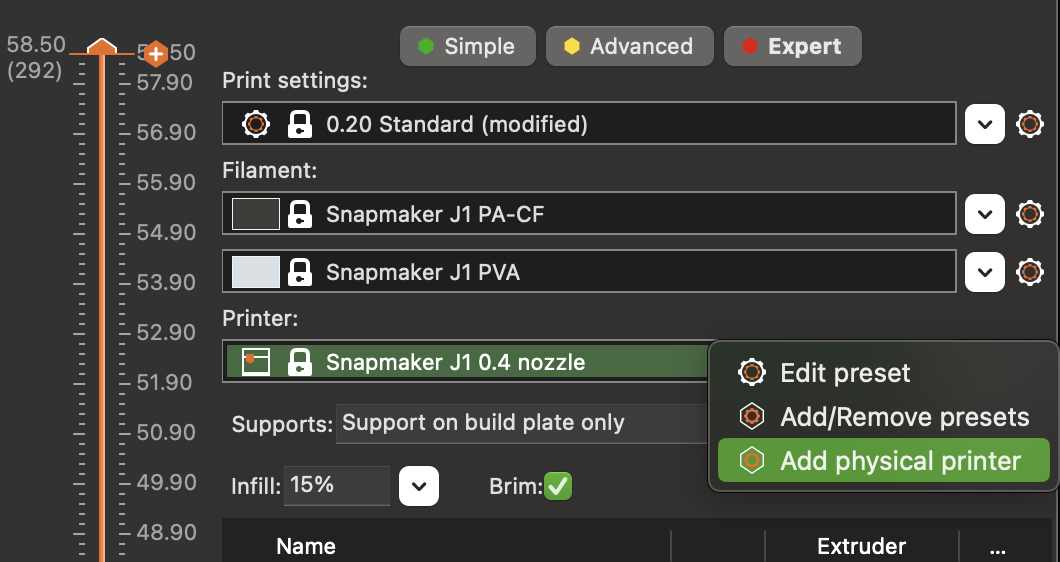 58.50
(292)
57.90
56.90
55.90
54.90
53.90
52.90
51.90
50.90
49.90
48.90
Simple
Advanced
Expert
Print settings:
0.20 Standard (modified)
Filament:
Snapmaker J1 PA-CF
Snapmaker J1 PVA
Printer:
Snapmaker J1 0.4 nozzle
Edit preset
Add/Remove presets
Add physical printer
Supports: Support on build plate only
Infill: 15%
Brim:
Name
Extruder
...